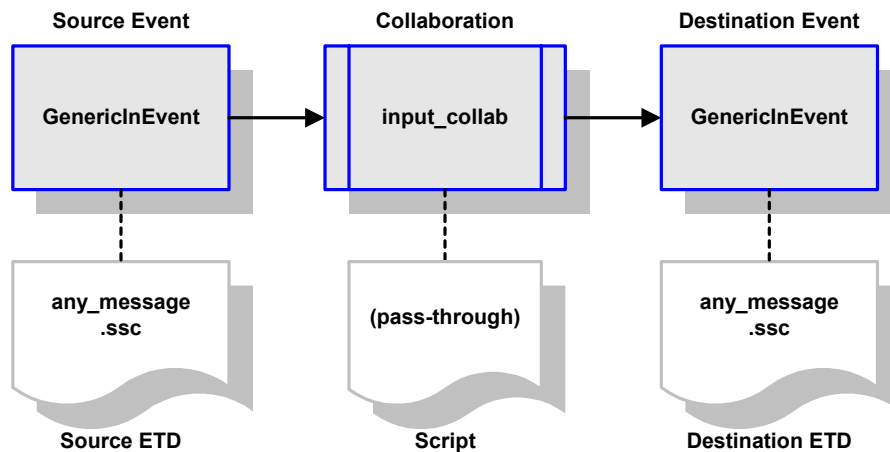 Source Event
Collaboration
Destination Event
GenericInEvent
input_collab
GenericInEvent
any_message
.ssc
(pass-through)
any_message
.ssc
Source ETD
Script
Destination ETD